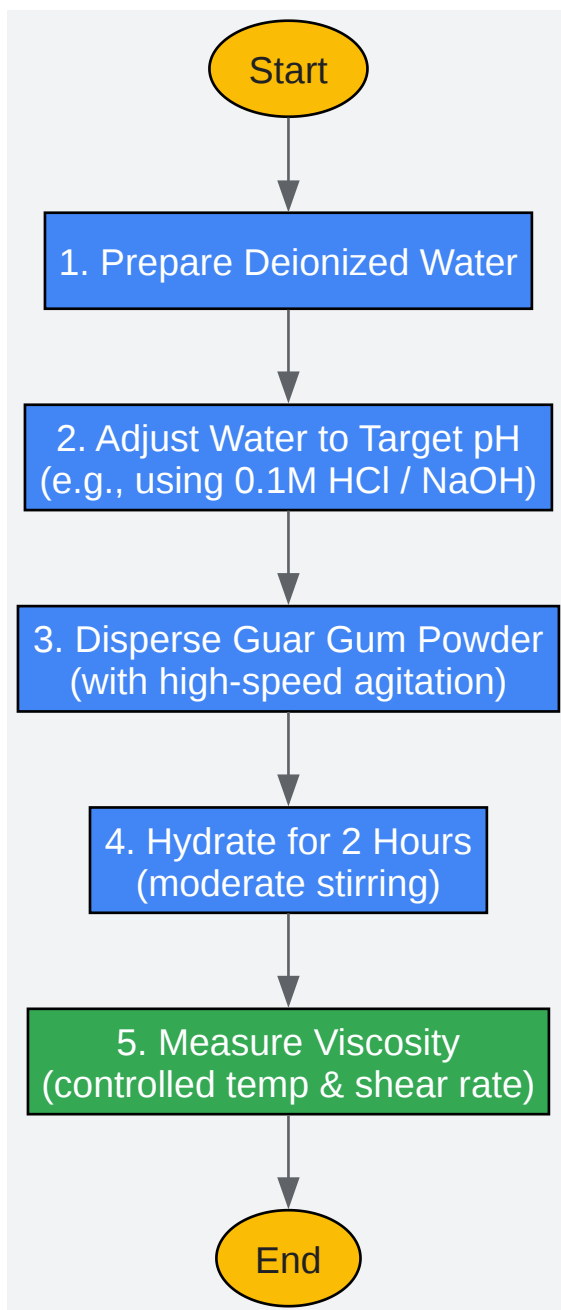 Start
1. Prepare Deionized Water
2. Adjust Water to Target pH
(e.g., using 0.1M HCl / NaOH)
3. Disperse Guar Gum Powder
(with high-speed agitation)
4. Hydrate for 2 Hours
(moderate stirring)
5. Measure Viscosity
(controlled temp & shear rate)
End